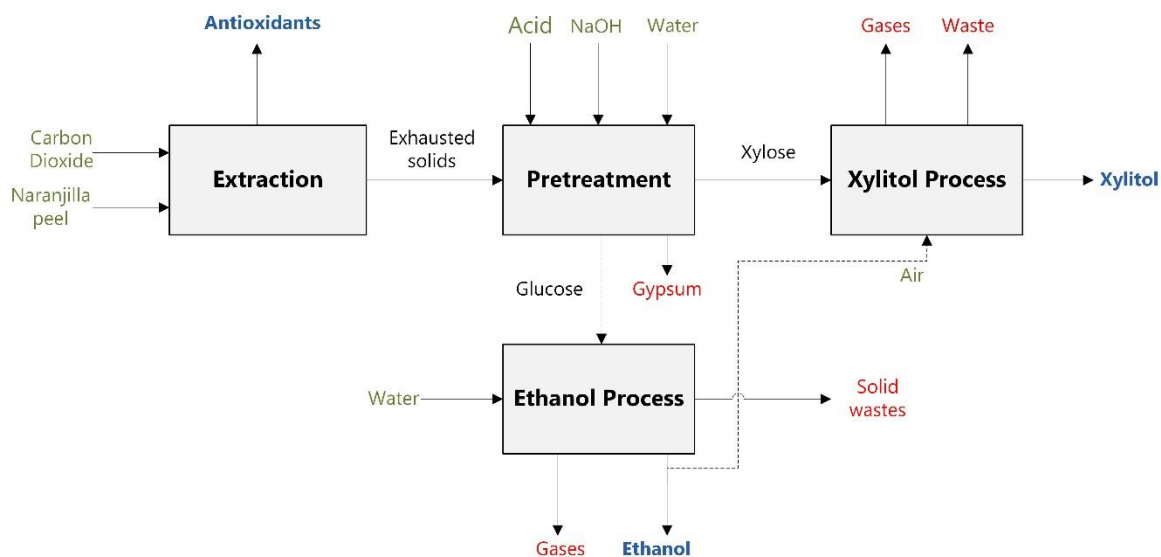 Antioxidants
Acid
NaOH
Water
Gases
Waste
Carbon
Dioxide
Naranjilla
peel
Extraction
Exhausted
solids
Pretreatment
Xylose
Xylitol Process
Xylitol
Glucose
Gypsum
Air
Water
Ethanol Process
Solid
wastes
Gases
Ethanol